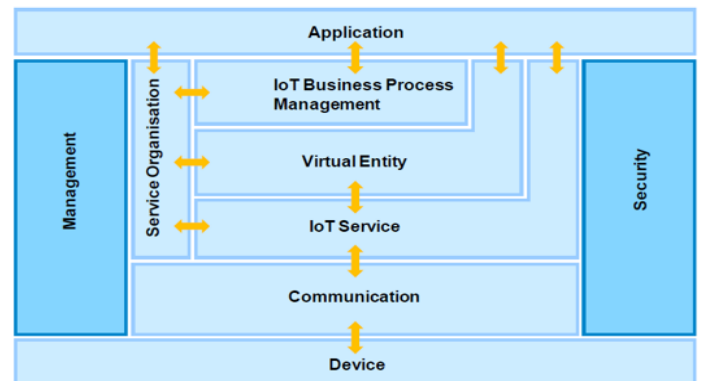 Application
Management
Service Organisation
IoT Business Process
Management
Virtual Entity
IoT Service
Security
Communication
Device